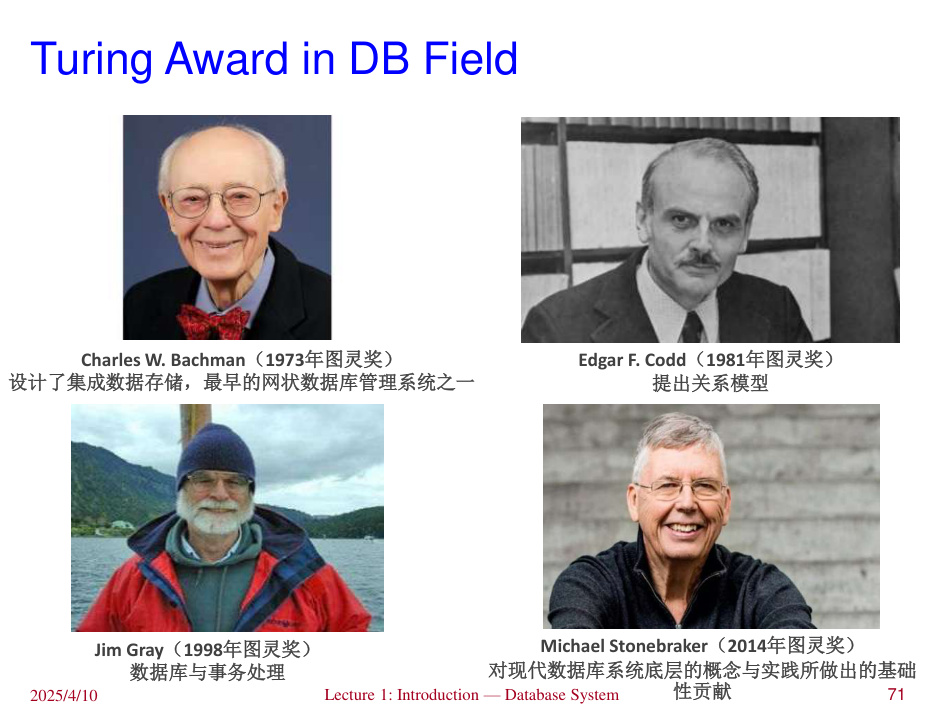 Turing Award in DB Field
Charles W. Bachman（1973年图灵奖）
设计了集成数据存储，最早的网状数据库管理系统之一
Edgar F. Codd（1981年图灵奖）
提出关系模型
Jim Gray（1998年图灵奖）
数据库与事务处理
Michael Stonebraker（2014年图灵奖）
对现代数据库系统底层的概念与实践所做出的基础
性贡献
2025/4/10
Lecture 1: Introduction — Database System
71